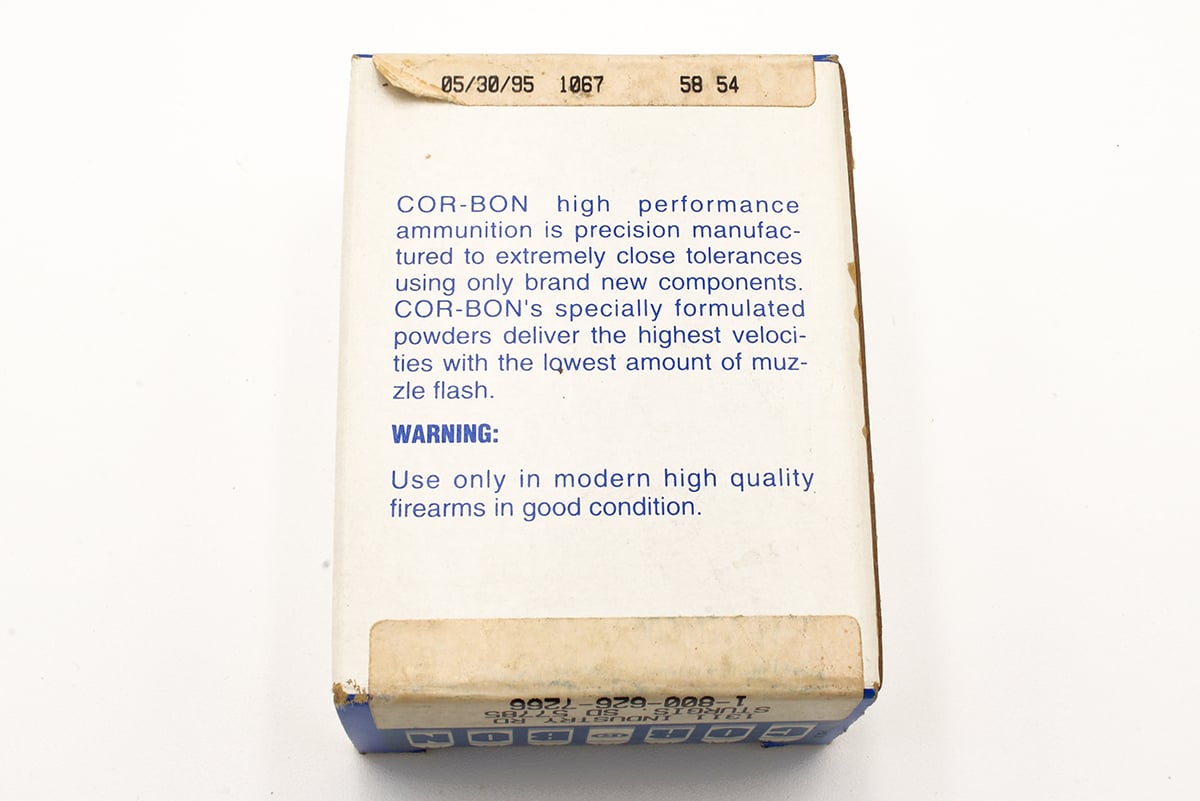 05/30/95 1067 58 54
COR-BON high performance
ammunition is precision manufac-
tured to extremely close tolerances
using only brand new components.
COR-BON's specially formulated
powders deliver the highest veloci-
ties with the lowest amount of muz-
zle flash.
WARNING:
Use only in modern high quality
firearms in good condition.
COR®BON
1311 INDUSTRY RD
STURGIS, SD 57785
1-800-626-7266